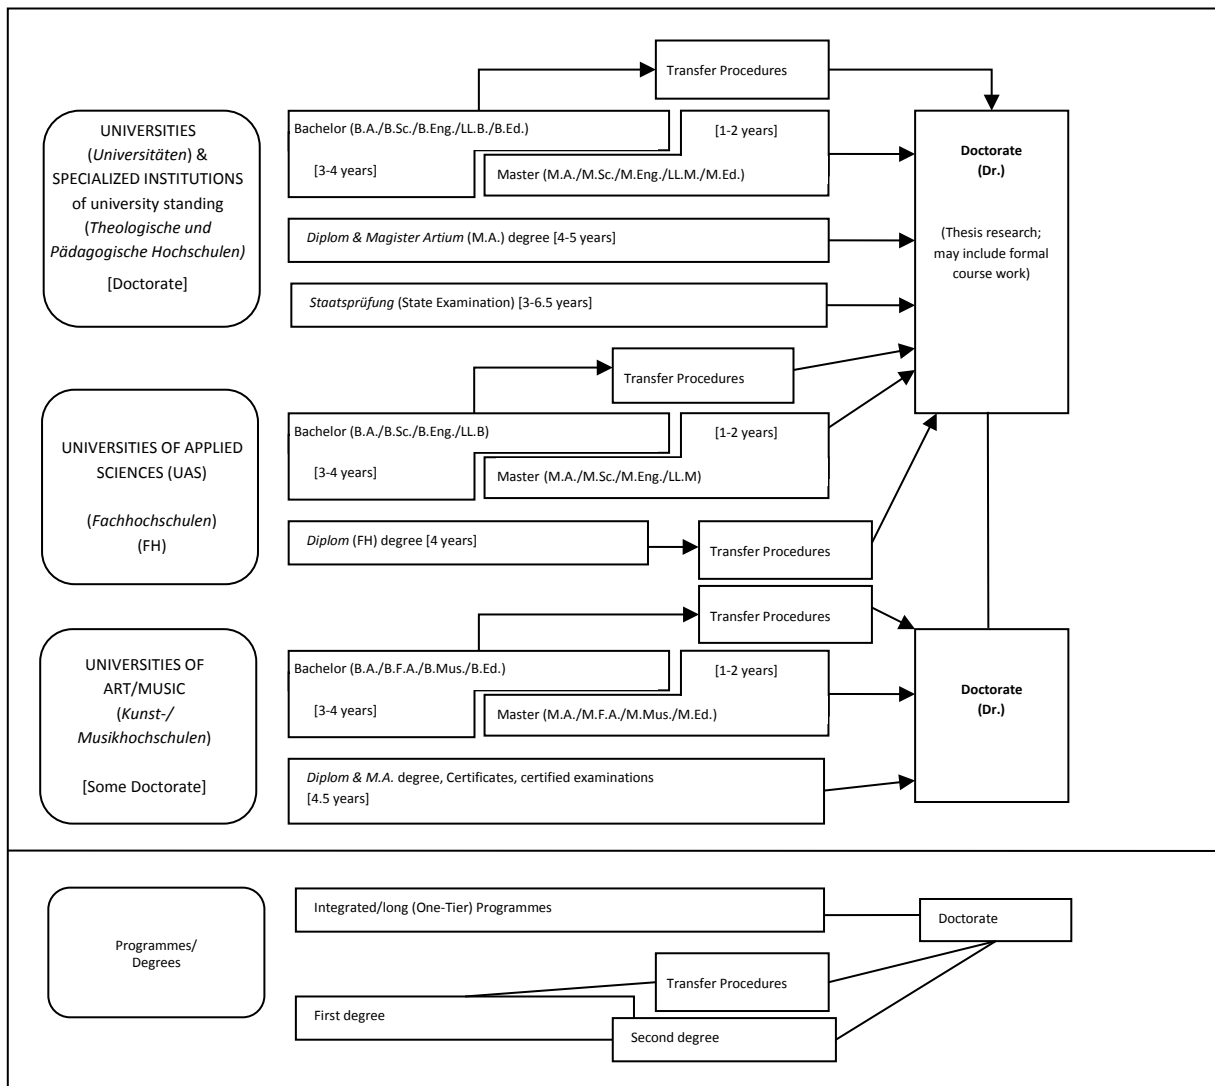 Transfer Procedures
UNIVERSITIES
(Universitäten) &
SPECIALIZED INSTITUTIONS
of university standing
(Theologische und
Pädagogische Hochschulen)
[Doctorate]
Bachelor (B.A./B.Sc./B.Eng./LL.B./B.Ed.)
[3-4 years]
[1-2 years]
Master (M.A./M.Sc./M.Eng./LL.M./M.Ed.)
Diplom & Magister Artium (M.A.) degree [4-5 years]
Staatsprüfung (State Examination) [3-6.5 years]
Doctorate
(Dr.)
(Thesis research;
may include formal
course work)
Transfer Procedures
UNIVERSITIES OF APPLIED
SCIENCES (UAS)
(Fachhochschulen)
(FH)
Bachelor (B.A./B.Sc./B.Eng./LL.B)
[3-4 years]
[1-2 years]
Master (M.A./M.Sc./M.Eng./LL.M)
Diplom (FH) degree [4 years]
Transfer Procedures
Transfer Procedures
UNIVERSITIES OF
ART/MUSIC
(Kunst-/
Musikhochschulen)
[Some Doctorate]
Bachelor (B.A./B.F.A./B.Mus./B.Ed.)
[3-4 years]
[1-2 years]
Master (M.A./M.F.A./M.Mus./M.Ed.)
Diplom & M.A. degree, Certificates, certified examinations
[4.5 years]
Doctorate
(Dr.)
Programmes/
Degrees
Integrated/long (One-Tier) Programmes
Doctorate
Transfer Procedures
First degree
Second degree